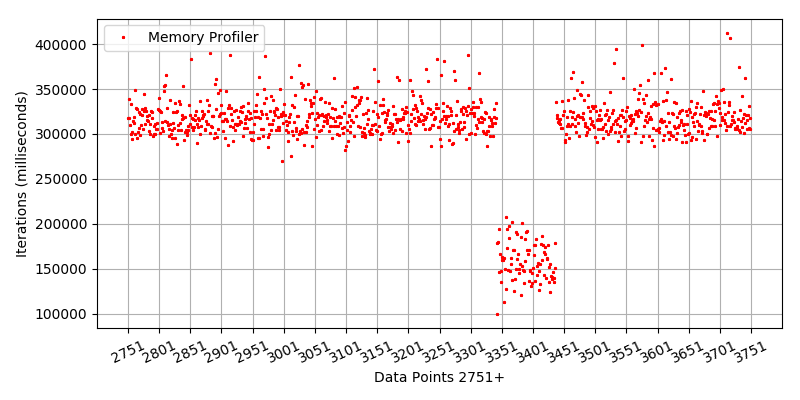 Memory Profiler
400000
350000
300000
250000
200000
150000
100000
Iterations (milliseconds)
2751 2801 2851 2901 2951 3001 3051 3101 3151 3201 3251 3301 3351 3401 3451 3501 3551 3601 3651 3701 3751
Data Points 2751+